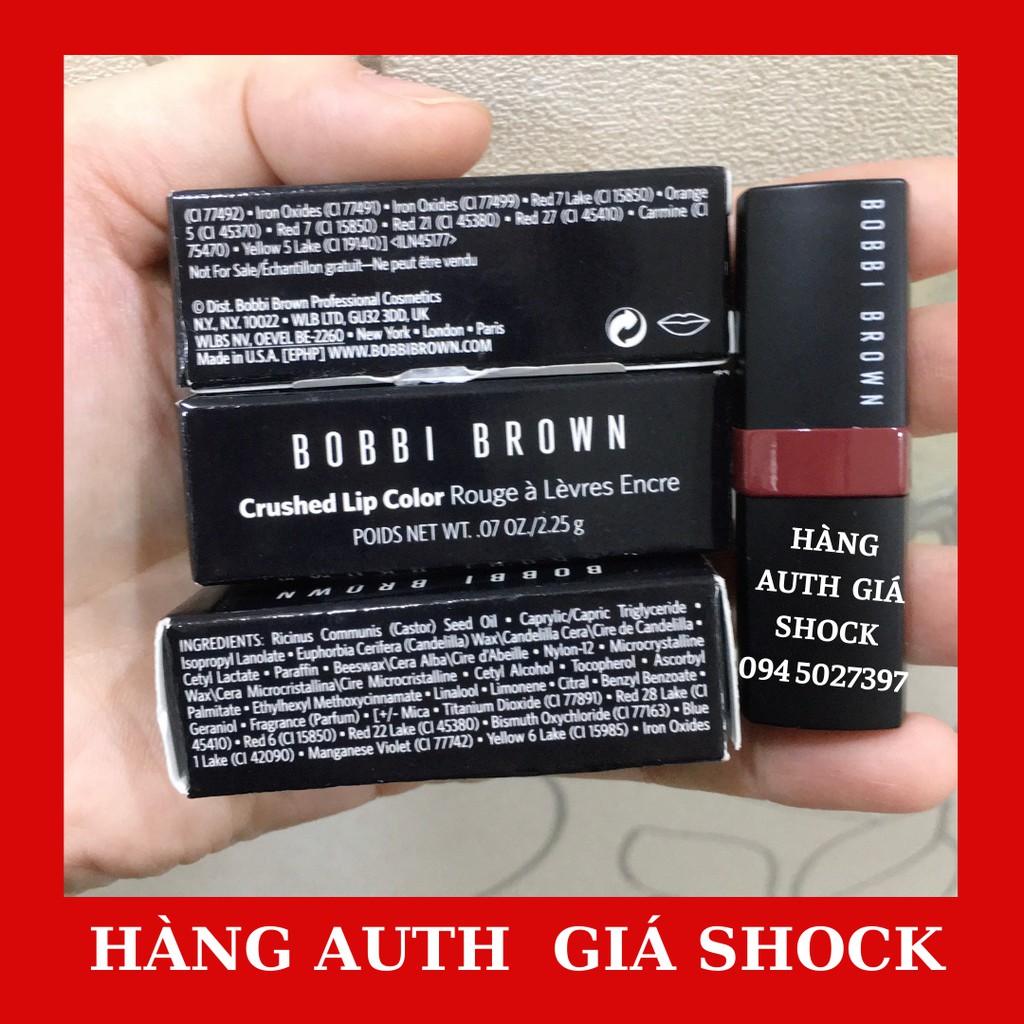 (CI 77492) • Iron Oxides (CI 77491) • Iron Oxides (CI 77499) • Red 7 Lake (CI 15850) • Orange
5 (CI 45370) • Red 7 (CI 15850) • Red 21 (CI 45380) • Red 27 (CI 45410) • Carmine (CI
75470) • Yellow 5 Lake (CI 19140)] <ILN45177>
Not For Sale/Échantillon gratuit—Ne peut être vendu
© Dist. Bobbi Brown Professional Cosmetics
N.Y., N.Y. 10022 • WLB LTD, GU32 3DD, UK
WLBS NV, OEVEL BE-2260 • New York • London • Paris
Made in U.S.A. [EPHP] WWW.BOBBIBROWN.COM
BOBBI BROWN
Crushed Lip Color Rouge à Lèvres Encre
POIDS NET WT. .07 OZ./2.25 g
BOBBI BROWN
INGREDIENTS: Ricinus Communis (Castor) Seed Oil • Caprylic/Capric Triglyceride •
Isopropyl Lanolate • Euphorbia Cerifera (Candelilla) Wax\Candelilla Cera\Cire de Candelilla •
Cetyl Lactate • Paraffin • Beeswax\Cera Alba\Cire d'Abeille • Nylon-12 • Microcrystalline
Wax\Cera Microcristallina\Cire Microcristalline • Cetyl Alcohol • Tocopherol • Ascorbyl
Palmitate • Ethylhexyl Methoxycinnamate • Linalool • Limonene • Citral • Benzyl Benzoate •
Geraniol • Fragrance (Parfum) • [+/- Mica • Titanium Dioxide (CI 77891) • Red 28 Lake (CI
45410) • Red 6 (CI 15850) • Red 22 Lake (CI 45380) • Bismuth Oxychloride (CI 77163) • Blue
1 Lake (CI 42090) • Manganese Violet (CI 77742) • Yellow 6 Lake (CI 15985) • Iron Oxides
BOBBI BROWN
HÀNG
AUTH GIÁ
SHOCK
094 5027397
HÀNG AUTH GIÁ SHOCK